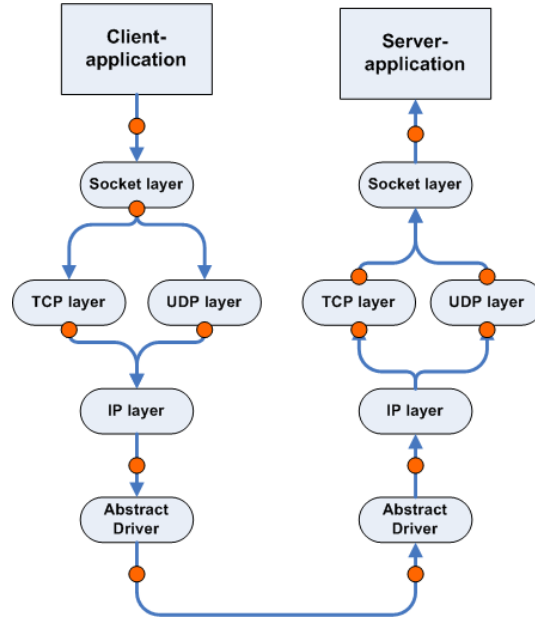 Client-
application
Server-
application
Socket layer
Socket layer
TCP layer
UDP layer
TCP layer
UDP layer
IP layer
IP layer
Abstract
Driver
Abstract
Driver